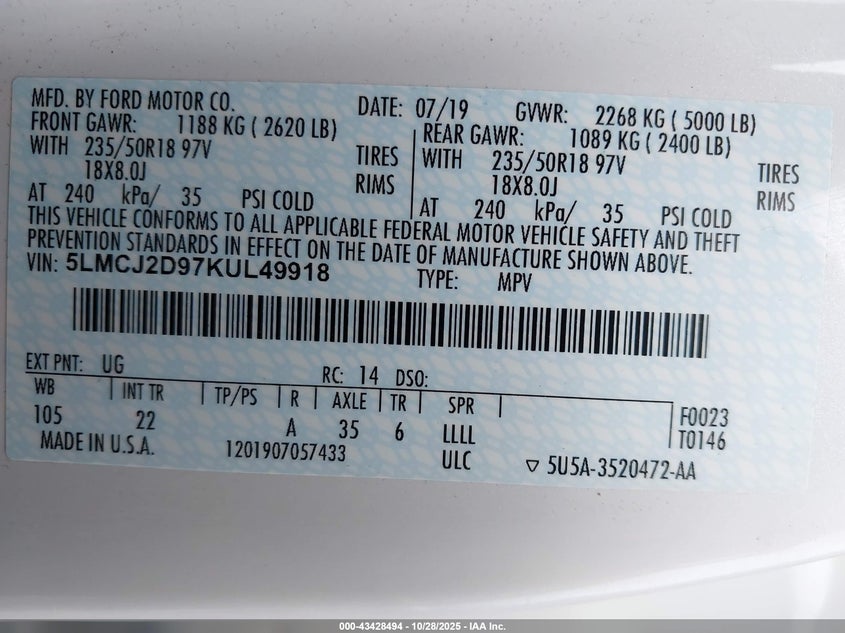 MFD. BY FORD MOTOR CO. DATE: 07/19 GVWR: 2268 KG ( 5000 LB)
FRONT GAWR: 1188 KG ( 2620 LB) REAR GAWR: 1089 KG ( 2400 LB)
WITH 235/50R18 97V TIRES WITH 235/50R18 97V TIRES
18X8.0J RIMS 18X8.0J RIMS
AT 240 kPa/ 35 PSI COLD AT 240 kPa/ 35 PSI COLD
THIS VEHICLE CONFORMS TO ALL APPLICABLE FEDERAL MOTOR VEHICLE SAFETY AND THEFT
PREVENTION STANDARDS IN EFFECT ON THE DATE OF MANUFACTURE SHOWN ABOVE.
VIN: 5LMCJ2D97KUL49918 TYPE: MPV
EXT PNT: UG RC: 14 DSO:
WB INT TR TP/PS R AXLE TR SPR F0023
105 22 A 35 6 LLLL T0146
MADE IN U.S.A. 1201907057433 ULC ▽ 5U5A-3520472-AA
000-43428494 - 10/28/2025 - IAA Inc.